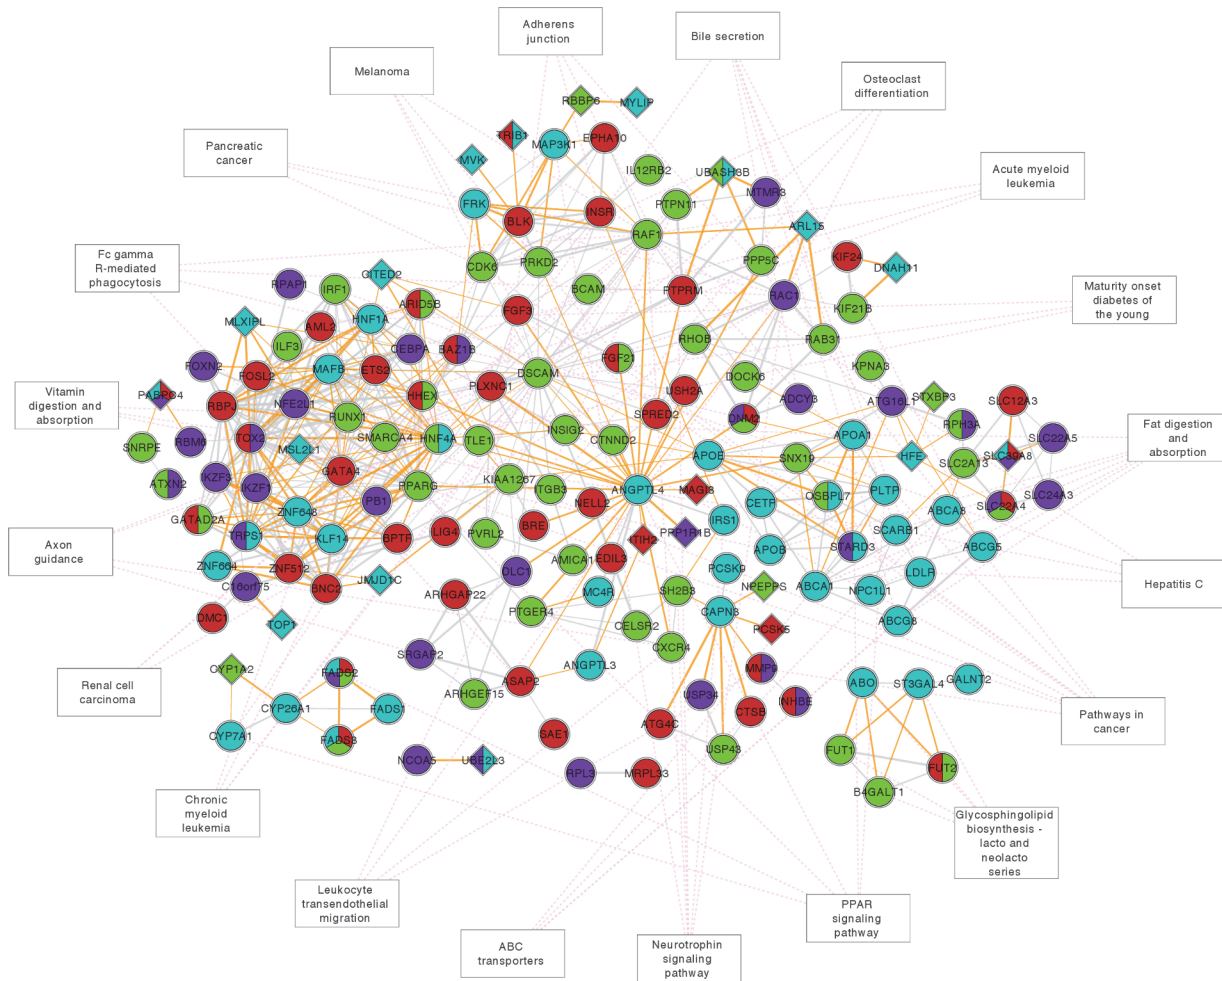 Adherens
junction
Bile secretion
Melanoma
Osteoclast
differentiation
RBBP6
MYLIP
TRIB1
EPHA10
MAP3K1
Pancreatic
cancer
MVK
IL12RB2
UBASH3B
MTMR3
Acute myeloid
leukemia
FRK
BLK
INSR
PTPN11
RAF1
ARL15
KIF24
DNAH11
Fc gamma
R-mediated
phagocytosis
CITED2
CDK6
PRKD2
PPP5C
RPAP1
IRF1
ARID5B
BCAM
PTPRM
RAC1
KIF21B
Maturity onset
diabetes of
the young
MLXIPL
AML2
HNF1A
FGF3
ILF3
CEBPA
BAZ1B
RHOB
RAB31
FOXN2
FOSL2
MAFB
ETS2
DSCAM
FGF21
KPNA3
Vitamin
digestion and
absorption
PABPC4
RBPJ
NFE2L1
HHEX
PLXNC1
USH2A
DOCK6
ADCY3
ATG16L1
STXBP3
SLC12A3
RUNX1
SPRED2
DNM2
RPH3A
Fat digestion
and
absorption
SNRPE
RBM6
TOX2
MSL2L1
SMARCA4
HNF4A
TLE1
INSIG2
CTNND2
APOE
APOA1
HFE
SLC22A5
SNX19
SLC2A13
SLC39A8
ATXN2
IKZF3
IKZF1
GATA4
PPARG
KIAA1267
ITGB3
ANGPTL4
MAGI3
OSBPL7
PLTP
SLC22A4
SLC24A3
GATAD2A
ZNF648
PB1
NELL2
CETP
IRS1
ABCA8
SCARB1
TRPS1
KLF14
BPTF
LIG4
PVRL2
BRE
ITIH2
PPP1R1B
STARD3
ABCG5
Axon
guidance
ZNF664
ZNF512
JMJD1C
DLC1
AMICA1
EDIL3
PCSK9
APOB
LDLR
Hepatitis C
C16orf75
BNC2
ARHGAP22
MC4R
SH2B3
NPEPPS
ABCA1
NPC1L1
DMC1
TOP1
PTGER4
CELSR2
CAPN3
PCSK5
ABCG8
SRGAP2
CXCR4
CYP1A2
FADS2
ANGPTL3
MMP9
Renal cell
carcinoma
ARHGEF15
ASAP2
USP34
INHBE
ABO
ST3GAL4
GALNT2
CYP26A1
FADS1
CTSB
Pathways in
cancer
CYP7A1
FADS3
SAE1
ATG4C
USP43
FUT1
FUT2
NCOA5
UBE2L3
RPL3
MRPL33
B4GALT1
Chronic
myeloid
leukemia
Glycosphingolipid
biosynthesis -
lacto and
neolacto
series
Leukocyte
transendothelial
migration
PPAR
signaling
pathway
ABC
transporters
Neurotrophin
signaling
pathway